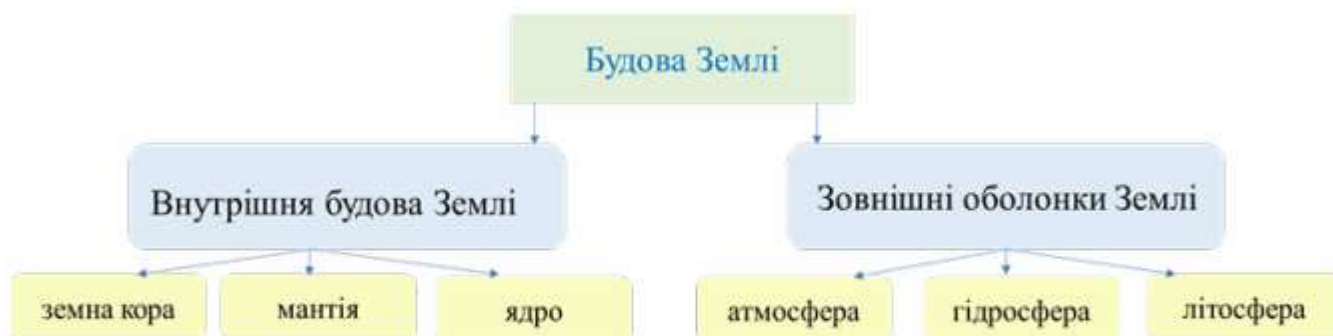 Будова Землі
Внутрішня будова Землі
Зовнішні оболонки Землі
земна кора
мантія
ядро
атмосфера
гідросфера
літосфера